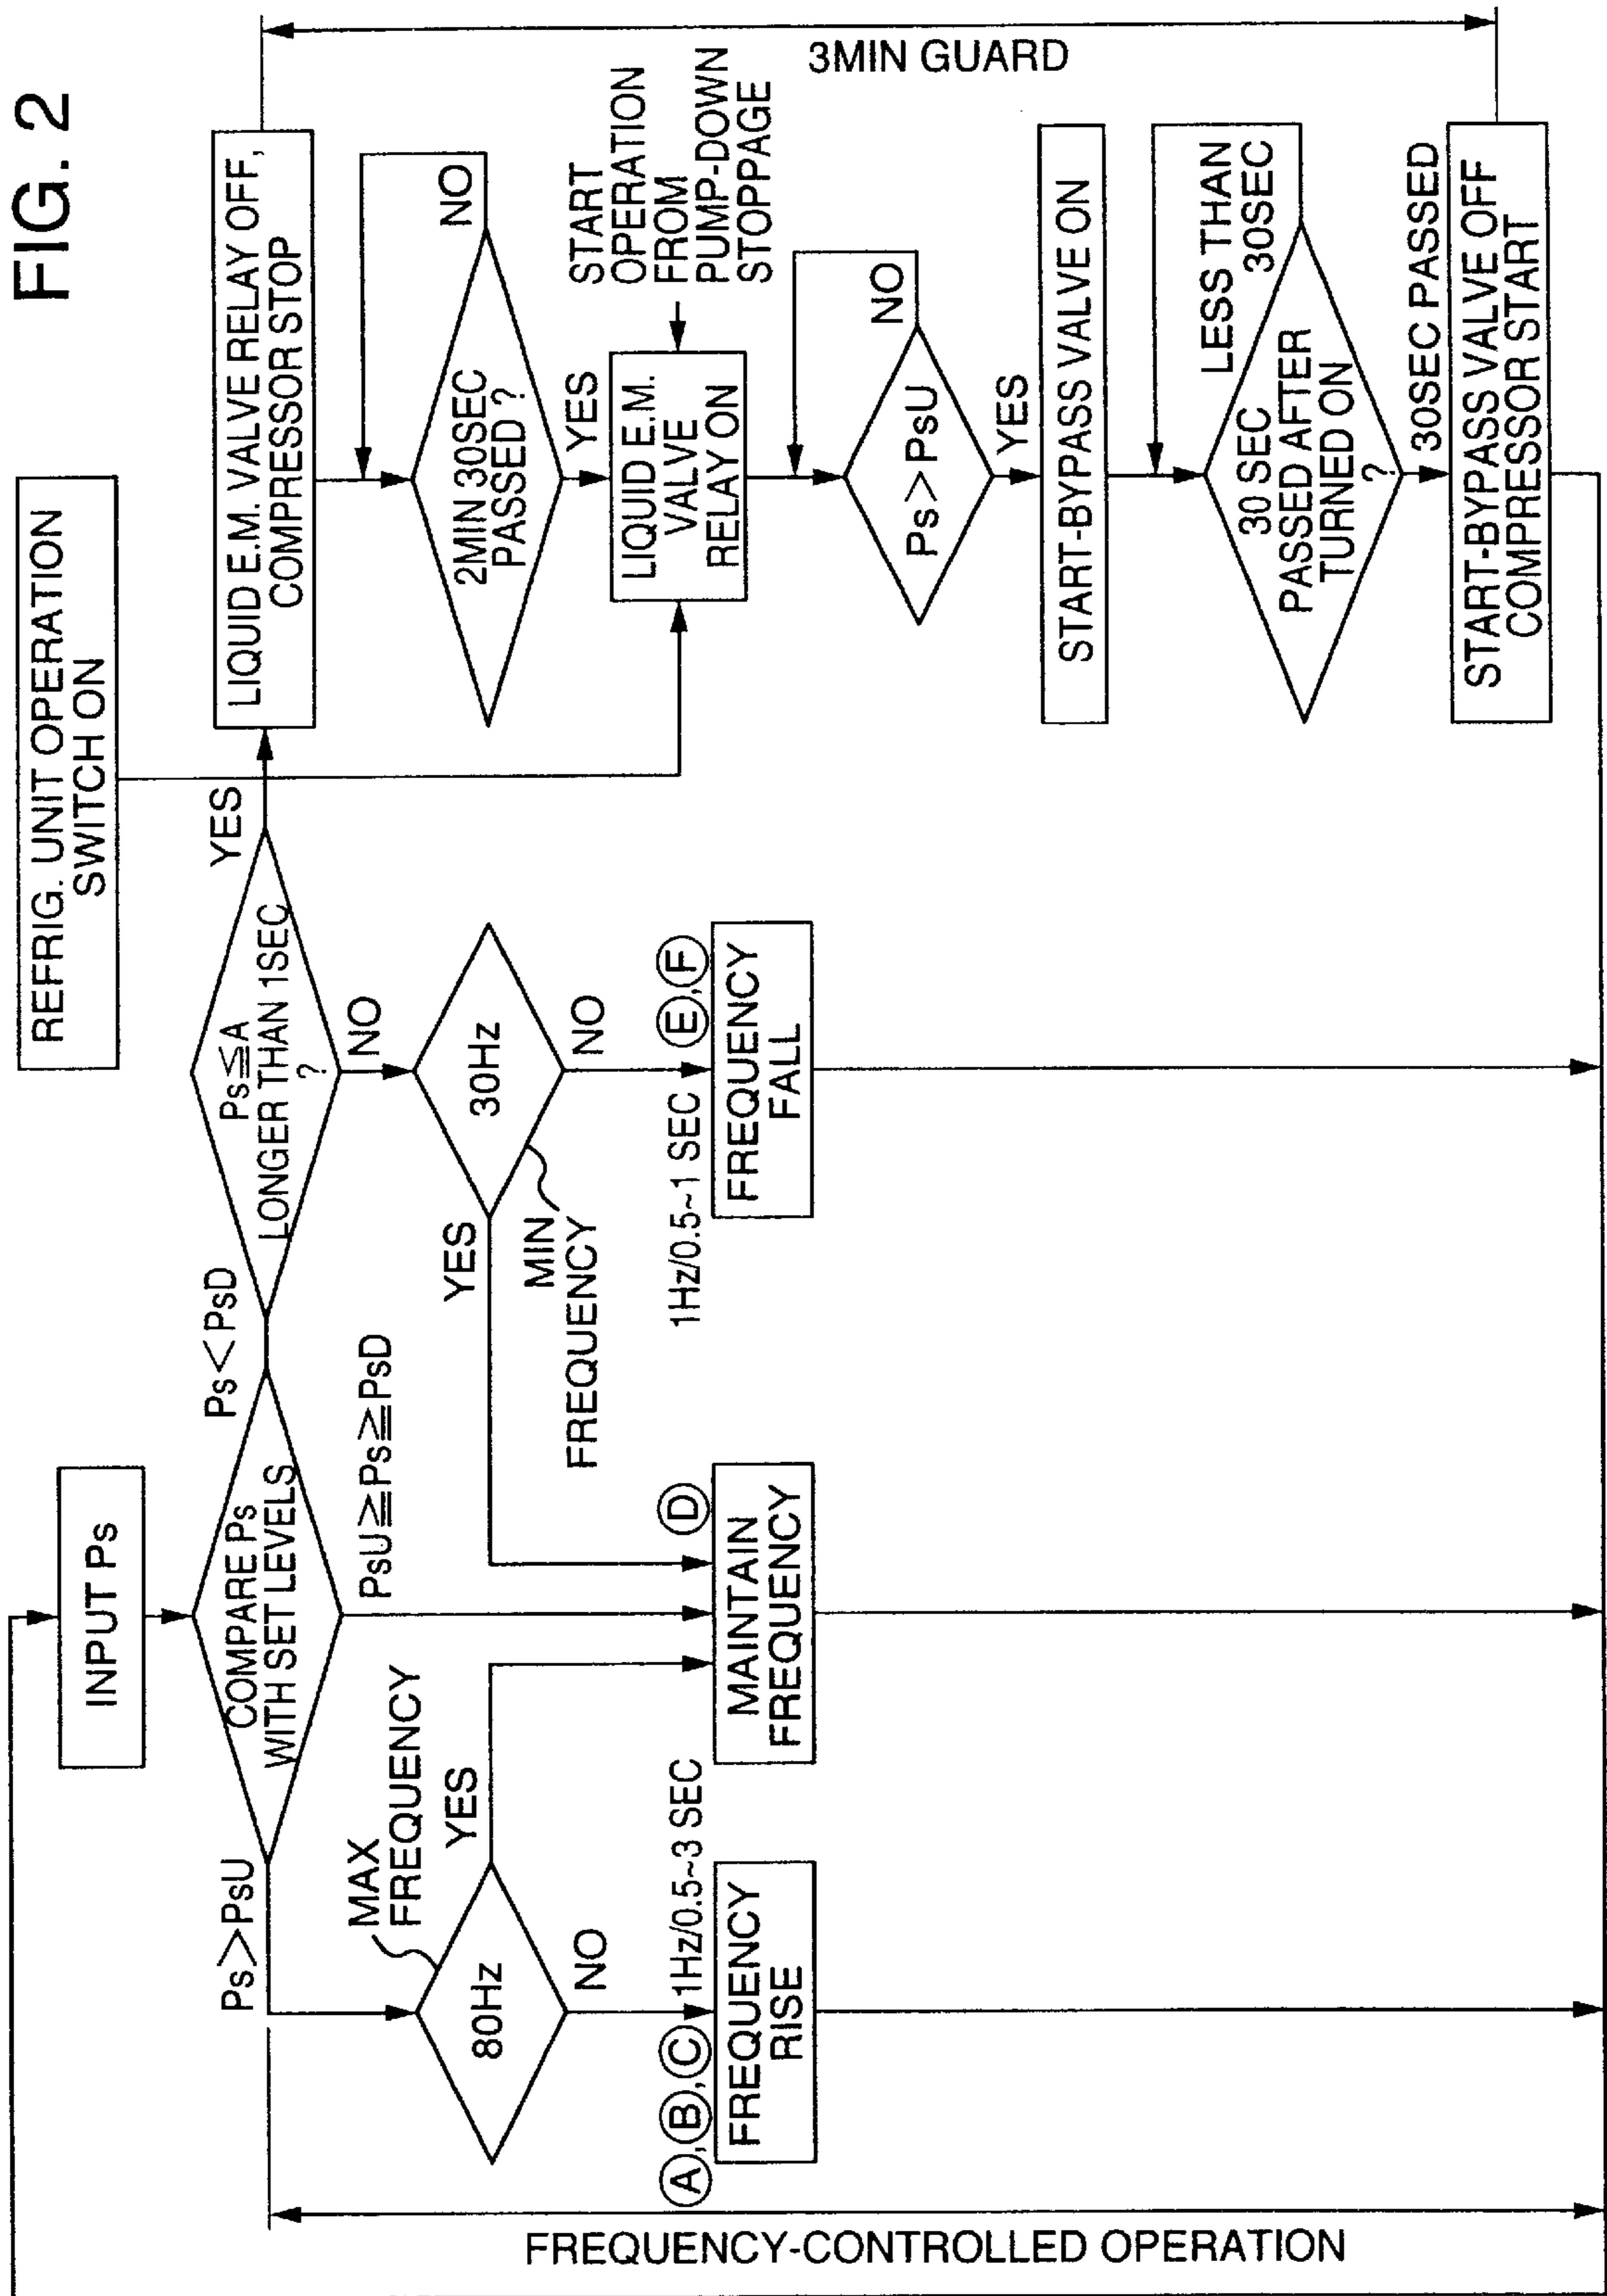 FIG. 2
REFRIG. UNIT OPERATION
SWITCH ON
INPUT Ps
COMPARE Ps
WITH SET LEVELS
Ps>PsU
PsU≧Ps≧PsD
Ps<PsD
Ps≦A
LONGER THAN 1SEC
?
YES
NO
LIQUID E.M. VALVE RELAY OFF,
COMPRESSOR STOP
MAX
FREQUENCY
80Hz
YES
NO
30Hz
YES
NO
MIN
FREQUENCY
2MIN 30SEC
PASSED ?
NO
YES
START
OPERATION
FROM
PUMP-DOWN
STOPPAGE
LIQUID E.M.
VALVE
RELAY ON
Ⓐ,Ⓑ,Ⓒ 1Hz/0.5~3 SEC
FREQUENCY
RISE
Ⓓ
MAINTAIN
FREQUENCY
1Hz/0.5~1 SEC Ⓔ,Ⓕ
FREQUENCY
FALL
Ps>PsU
NO
YES
START-BYPASS VALVE ON
30 SEC
PASSED AFTER
TURNED ON
?
LESS THAN
30SEC
30SEC PASSED
START-BYPASS VALVE OFF
COMPRESSOR START
3MIN GUARD
FREQUENCY-CONTROLLED OPERATION